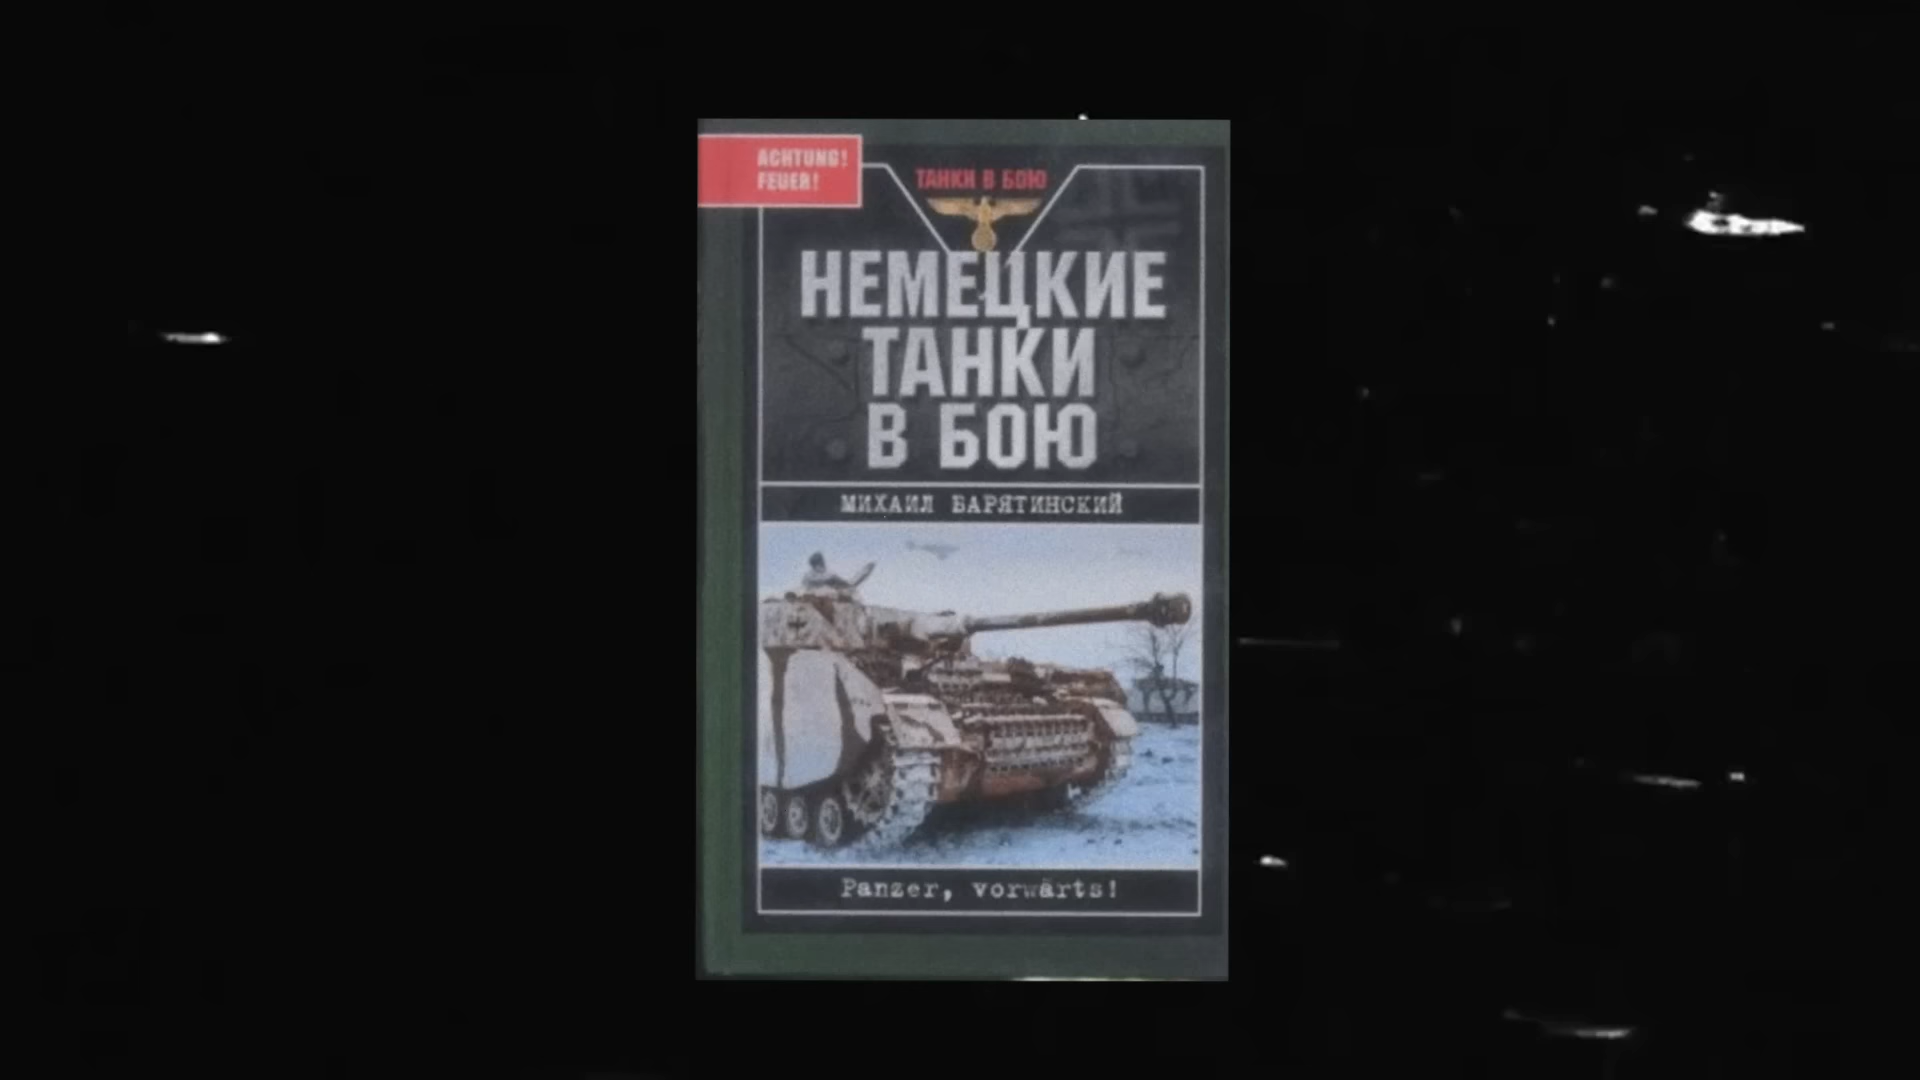 ACHTUNG!
FEUER!
ТАНКИ В БОЮ
НЕМЕЦКИЕ
ТАНКИ
В БОЮ
МИХАИЛ БАРЯТИНСКИЙ
Panzer, vorwärts!